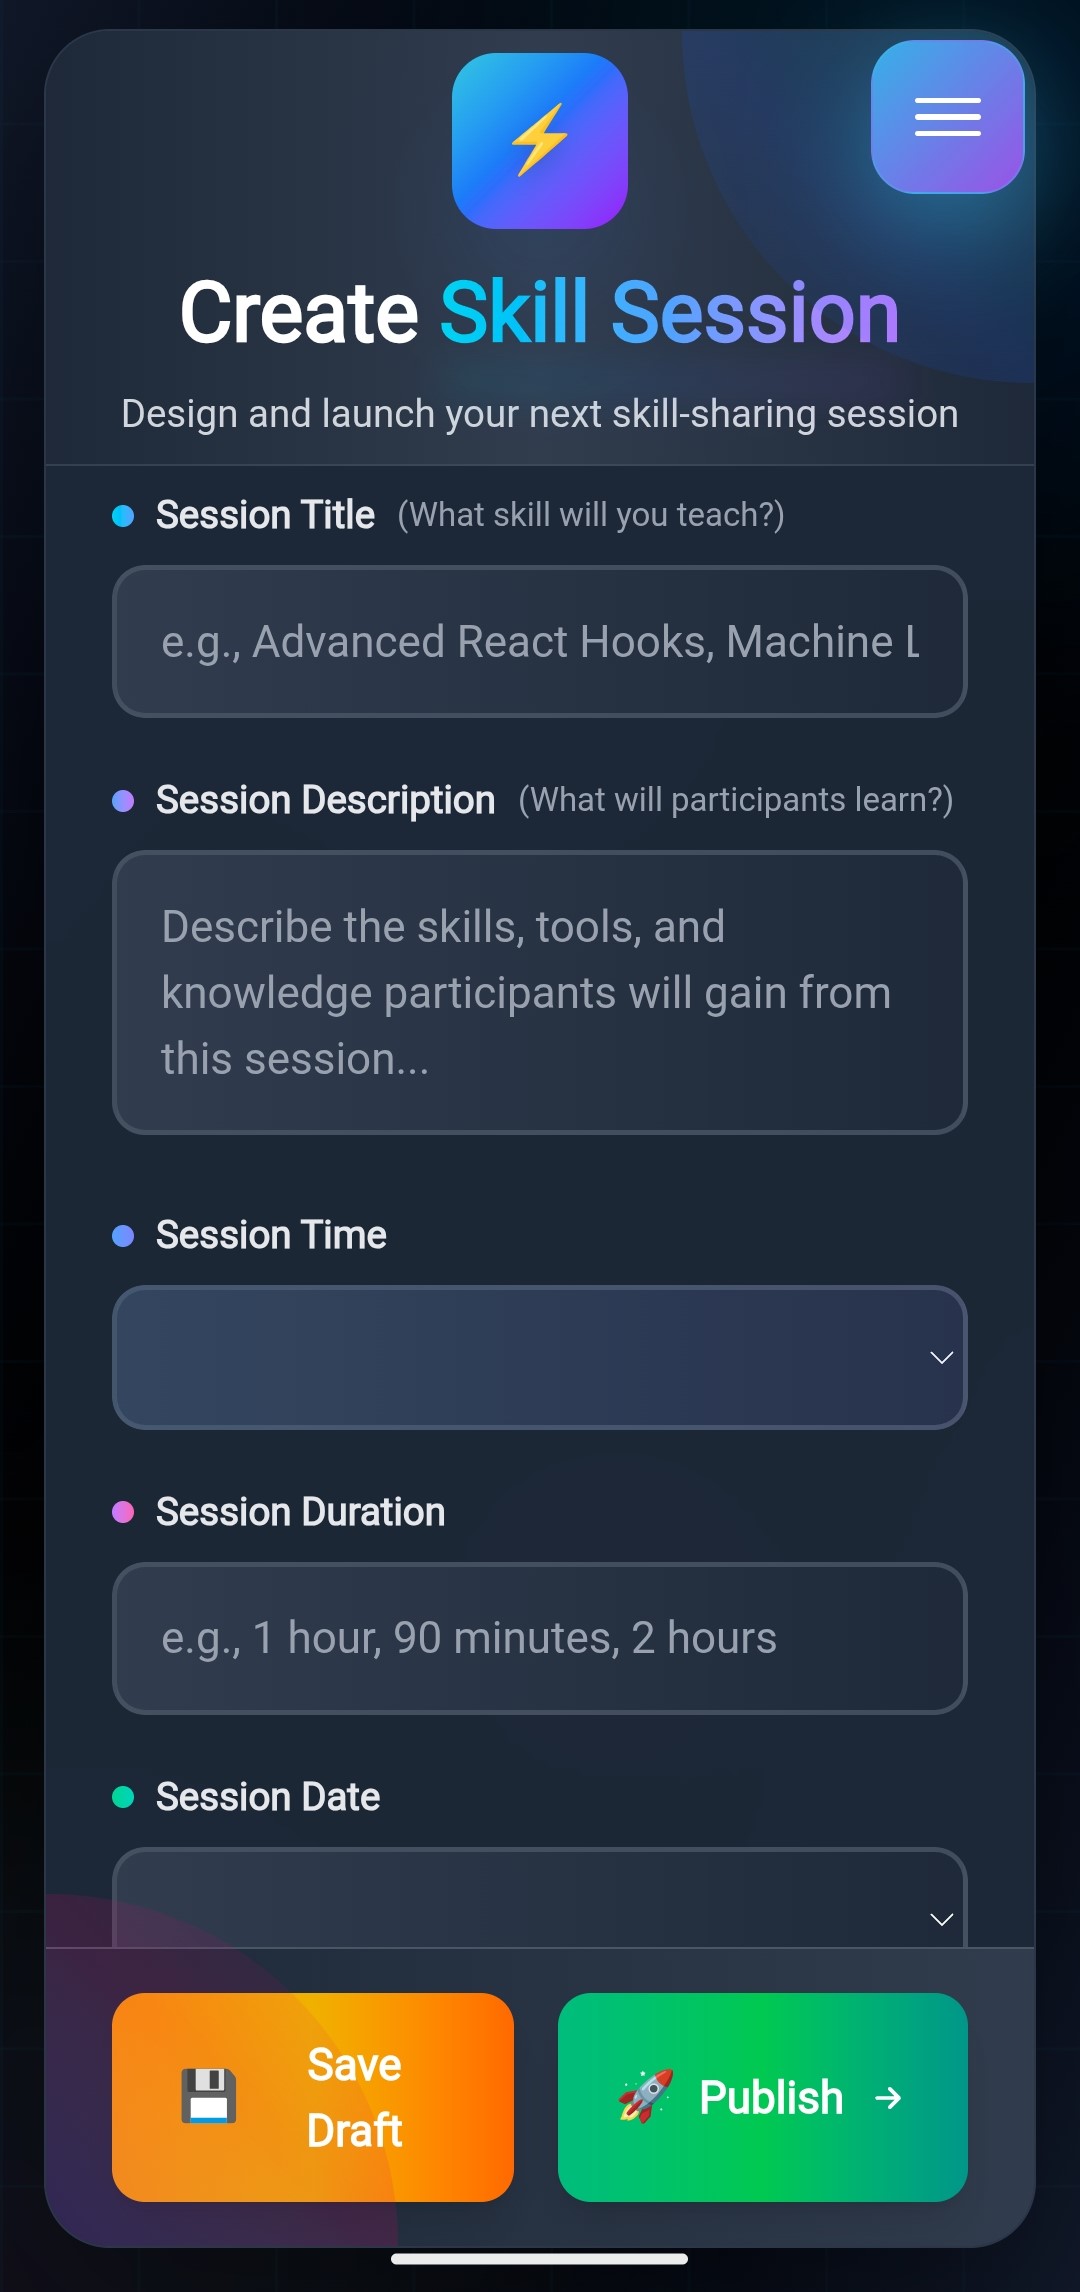 Create Skill Session
Design and launch your next skill-sharing session
Session Title (What skill will you teach?)
e.g., Advanced React Hooks, Machine L
Session Description (What will participants learn?)
Describe the skills, tools, and
knowledge participants will gain from
this session...
Session Time
Session Duration
e.g., 1 hour, 90 minutes, 2 hours
Session Date
Save
Draft
Publish →